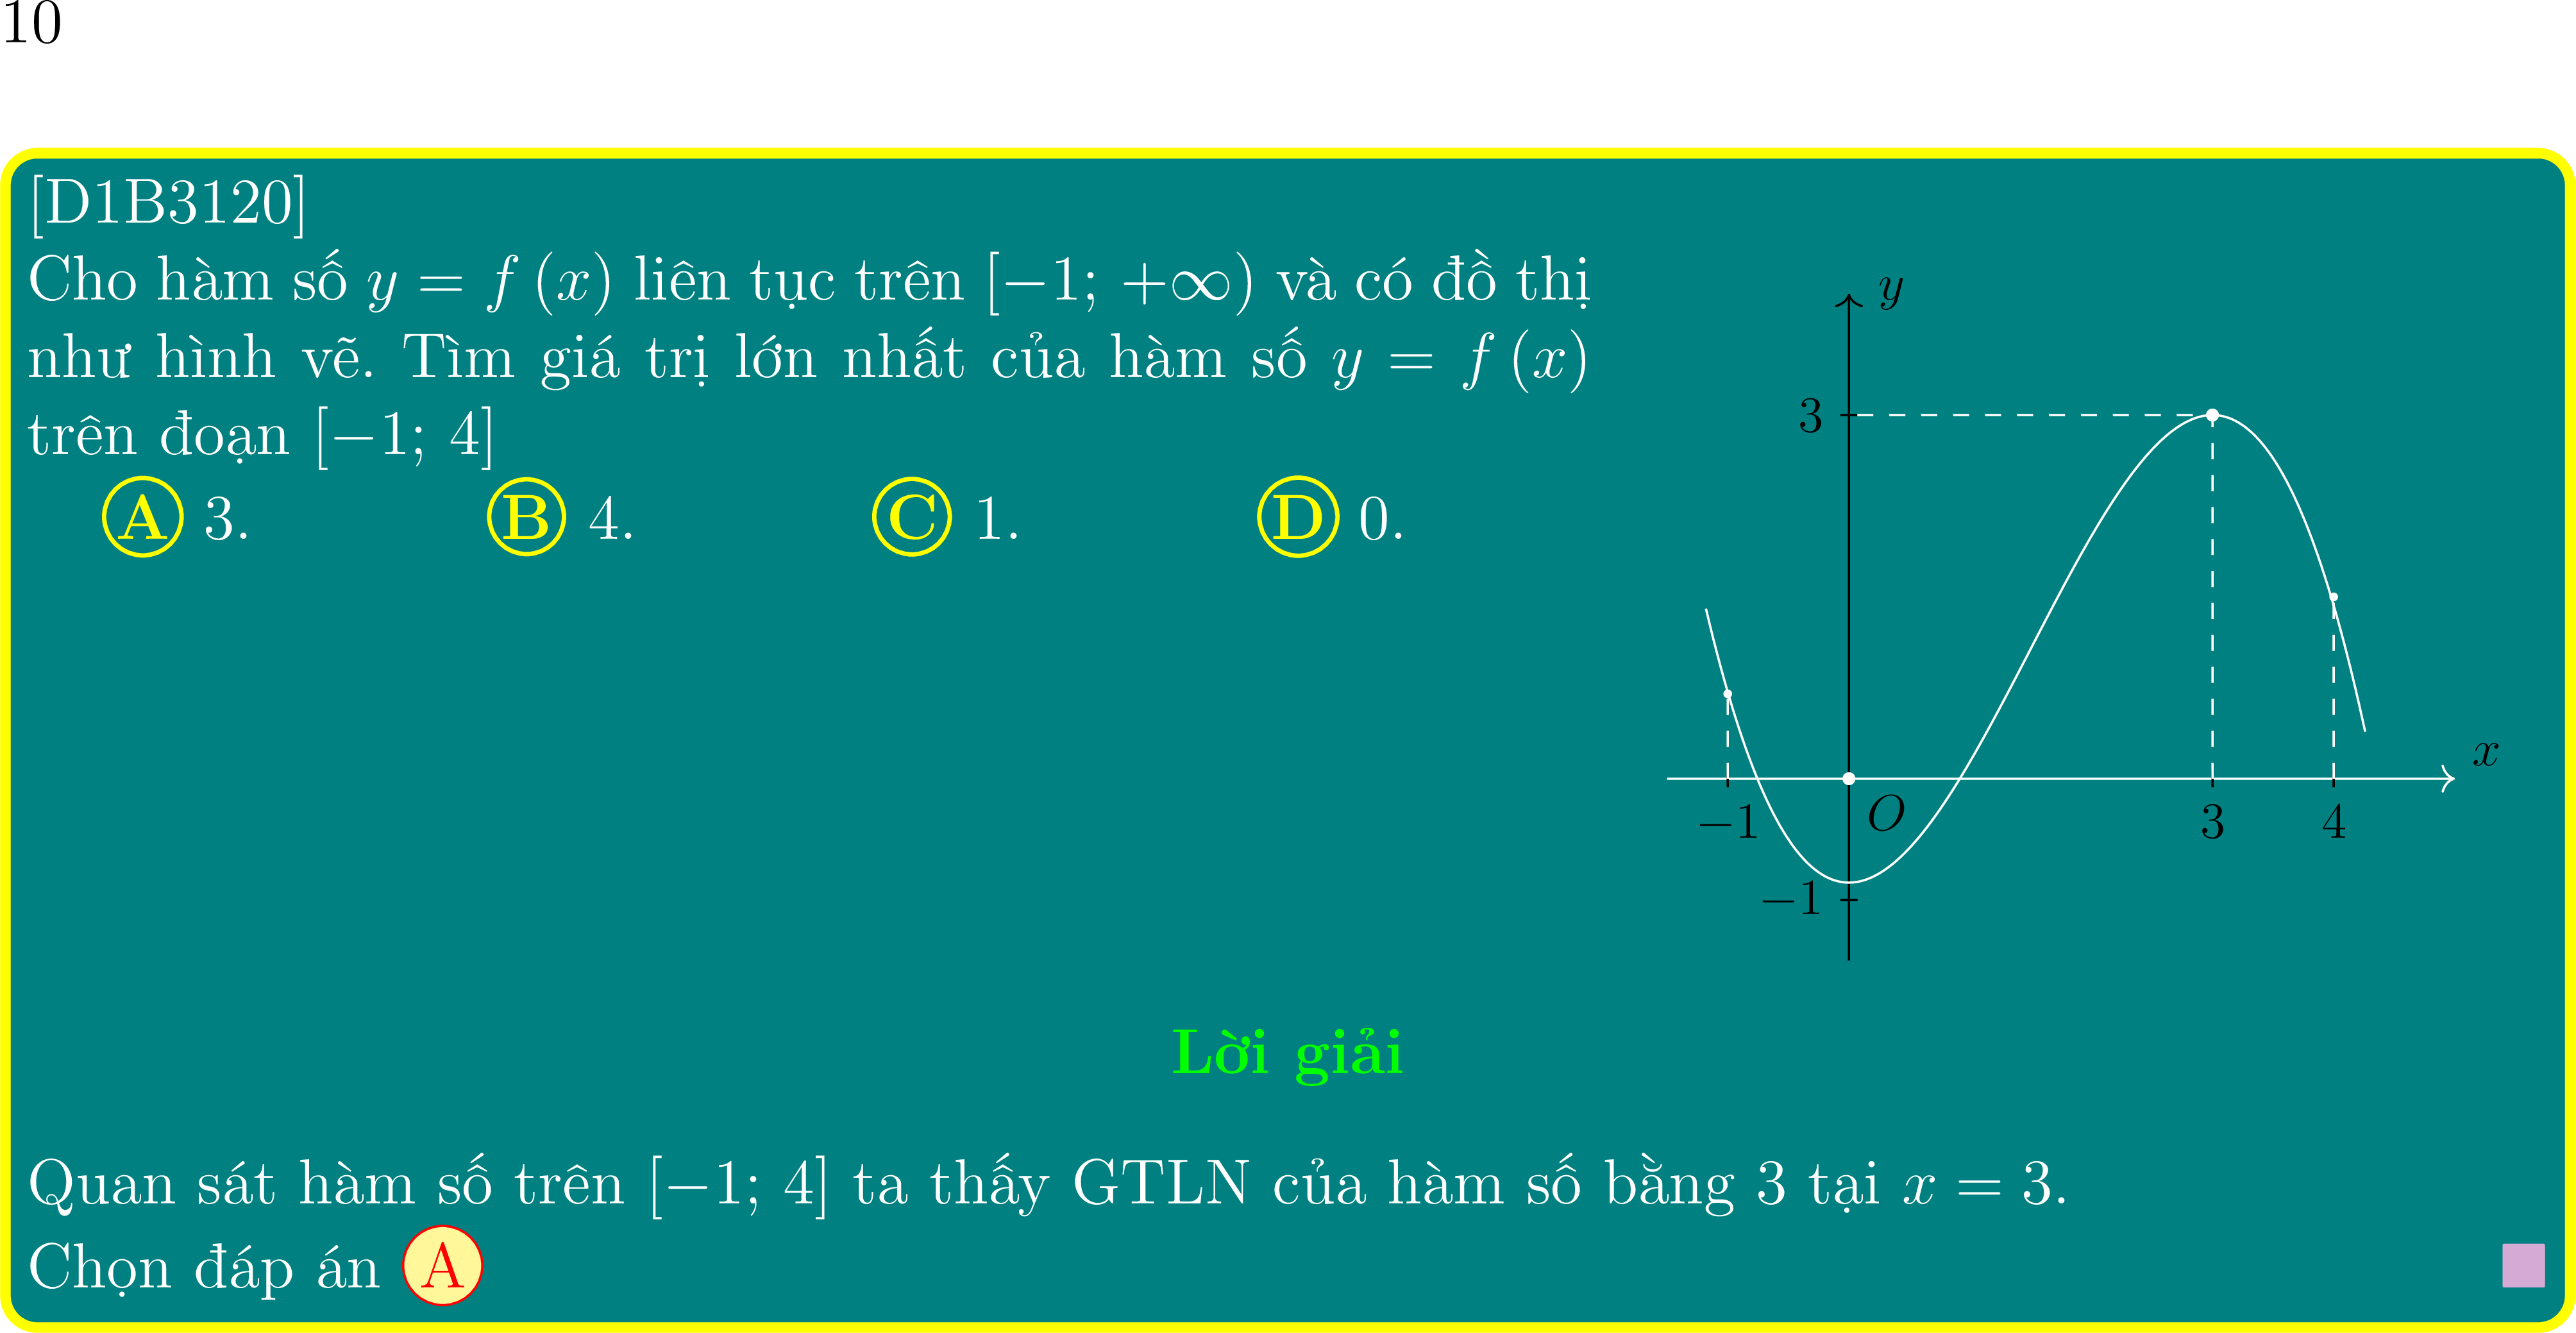 10
[D1B3120]
Cho hàm số y = f (x) liên tục trên [−1; +∞) và có đồ thị
như hình vẽ. Tìm giá trị lớn nhất của hàm số y = f (x)
trên đoạn [−1; 4]
A 3. B 4. C 1. D 0.
y
3
x
−1 O 3 4
−1
Lời giải
Quan sát hàm số trên [−1; 4] ta thấy GTLN của hàm số bằng 3 tại x = 3.
Chọn đáp án A